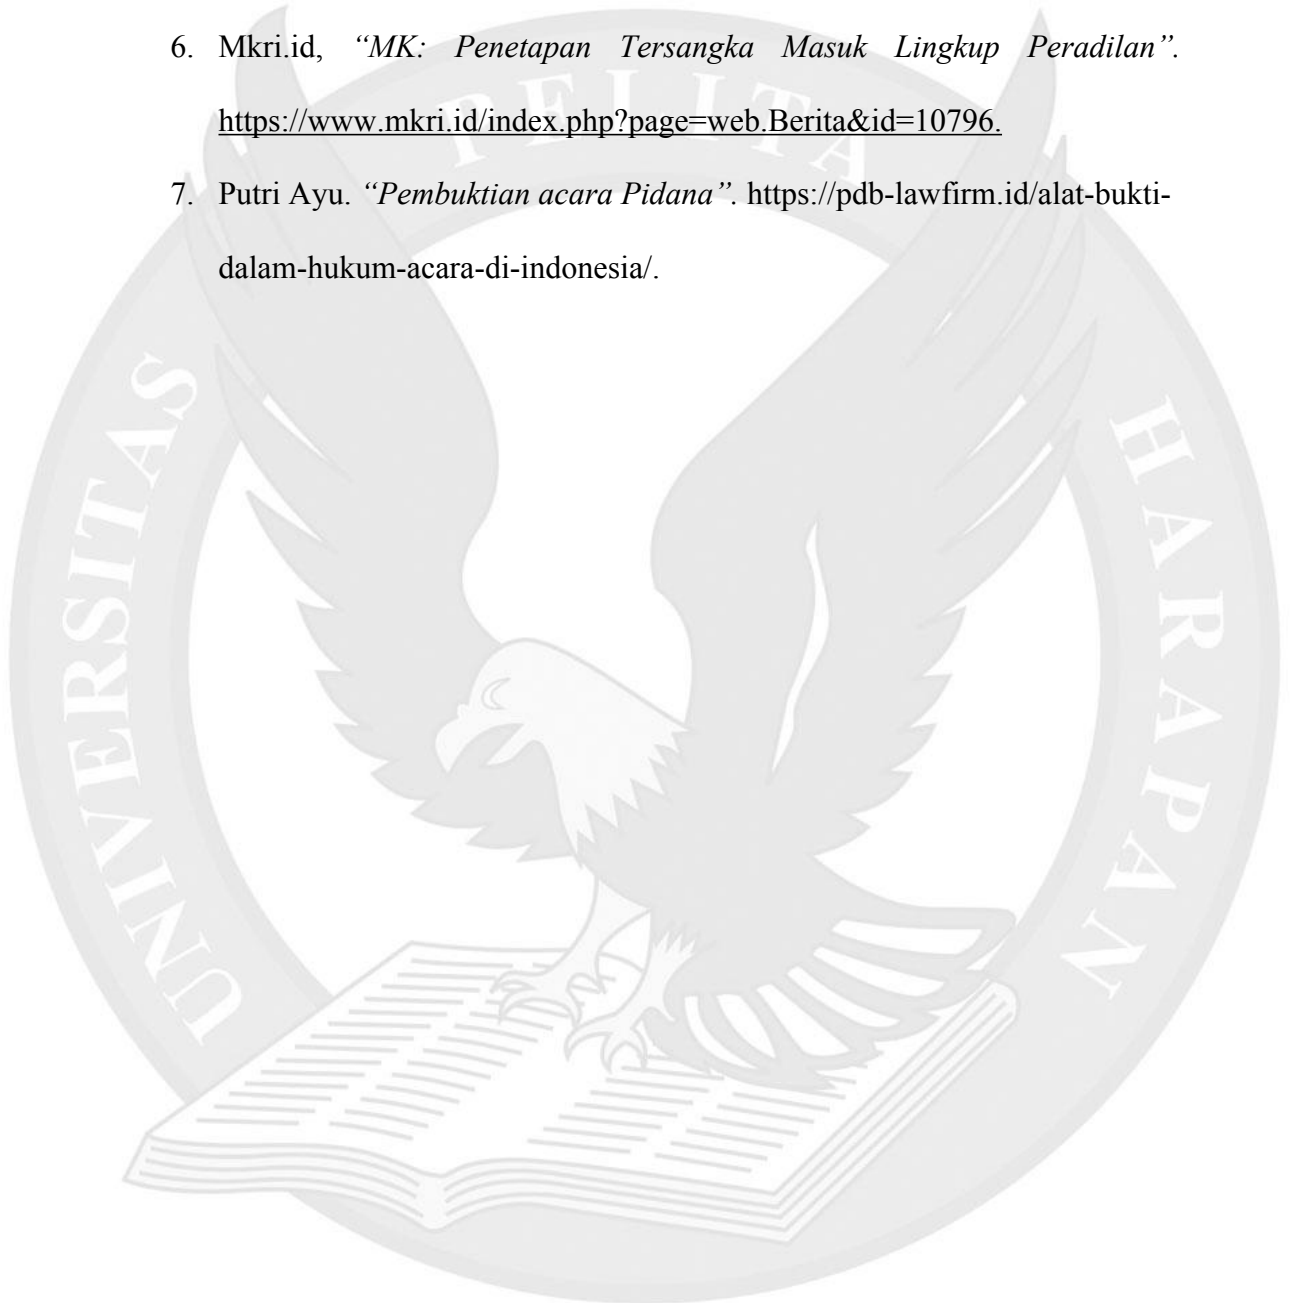 6. Mkri.id, “MK: Penetapan Tersangka Masuk Lingkup Peradilan”.
https://www.mkri.id/index.php?page=web.Berita&id=10796.
7. Putri Ayu. “Pembuktian acara Pidana”. https://pdb-lawfirm.id/alat-bukti-
dalam-hukum-acara-di-indonesia/.
UNIVERSITAS PELITA HARAPAN